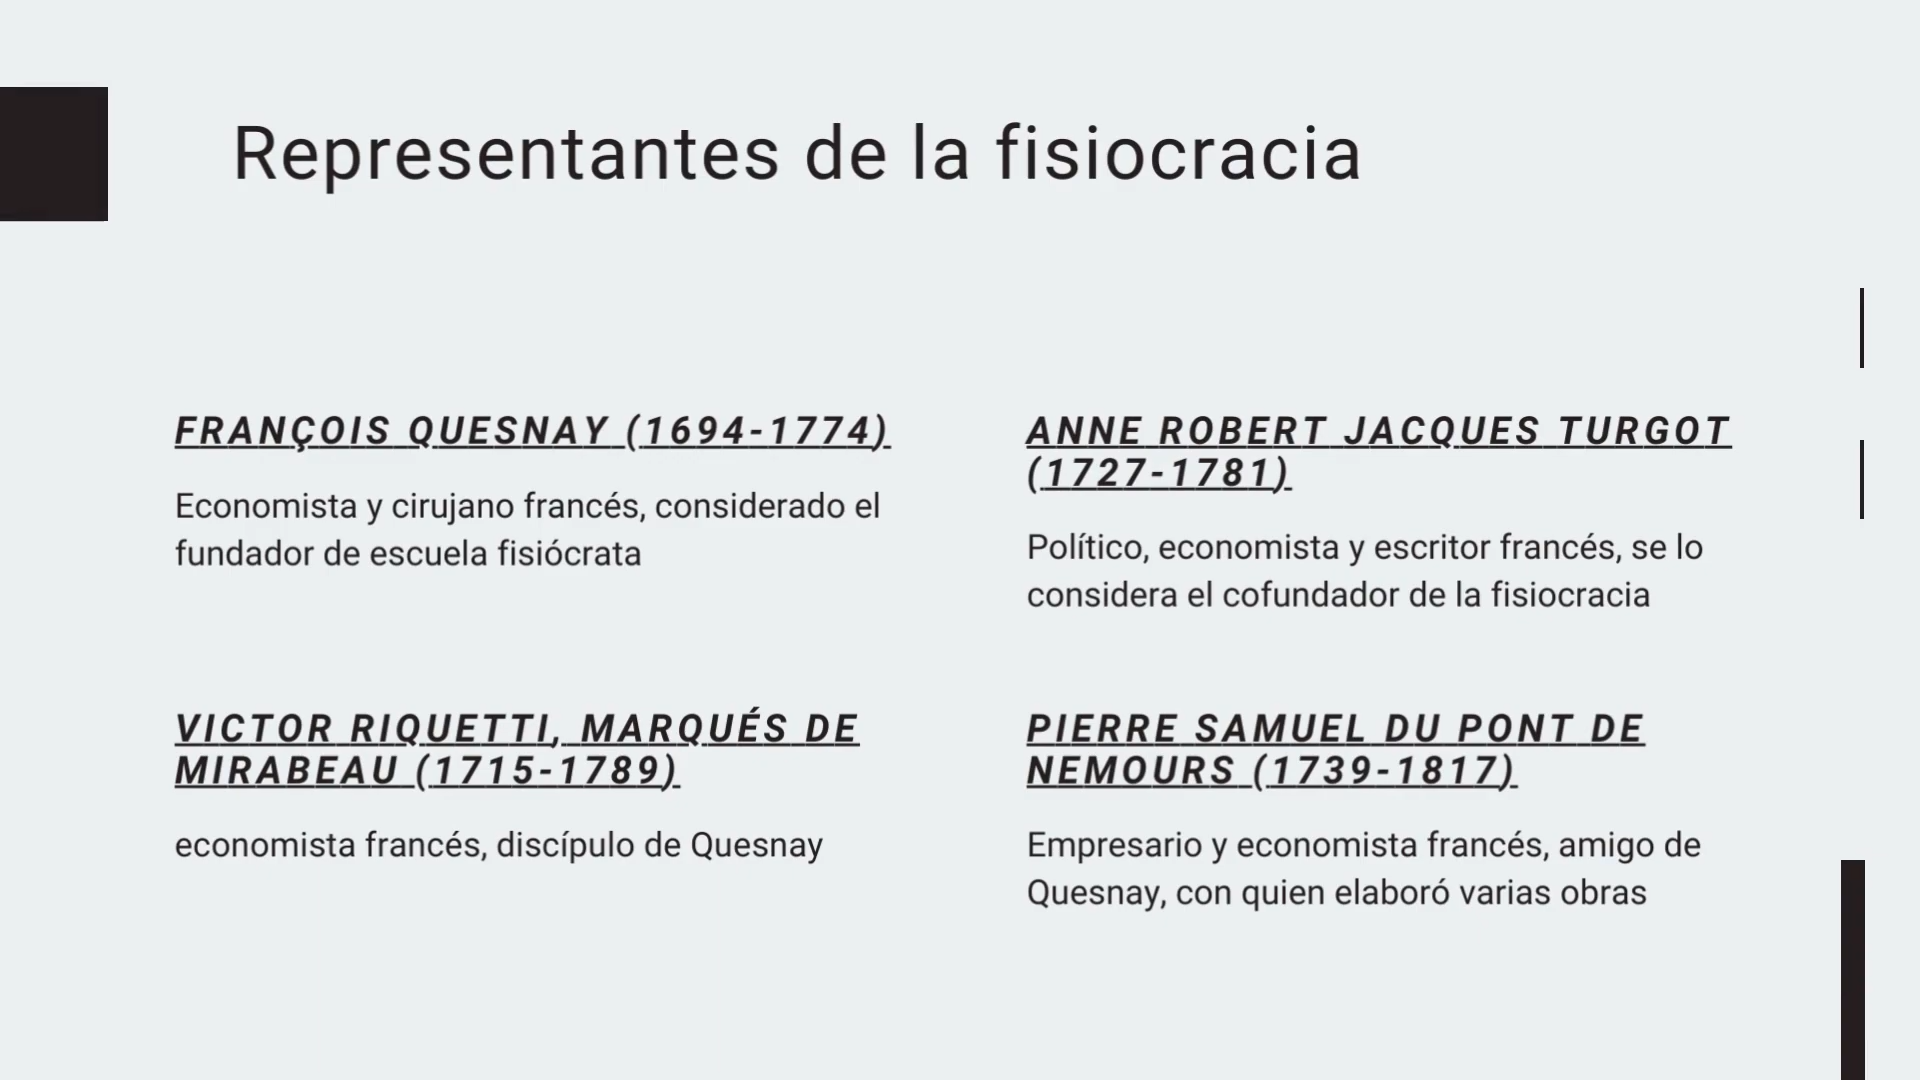 Representantes de la fisiocracia
FRANÇOIS QUESNAY (1694-1774)
Economista y cirujano francés, considerado el
fundador de escuela fisiócrata
ANNE ROBERT JACQUES TURGOT
(1727-1781)
Político, economista y escritor francés, se lo
considera el cofundador de la fisiocracia
VICTOR RIQUETTI, MARQUÉS DE
MIRABEAU (1715-1789)
economista francés, discípulo de Quesnay
PIERRE SAMUEL DU PONT DE
NEMOURS (1739-1817)
Empresario y economista francés, amigo de
Quesnay, con quien elaboró varias obras